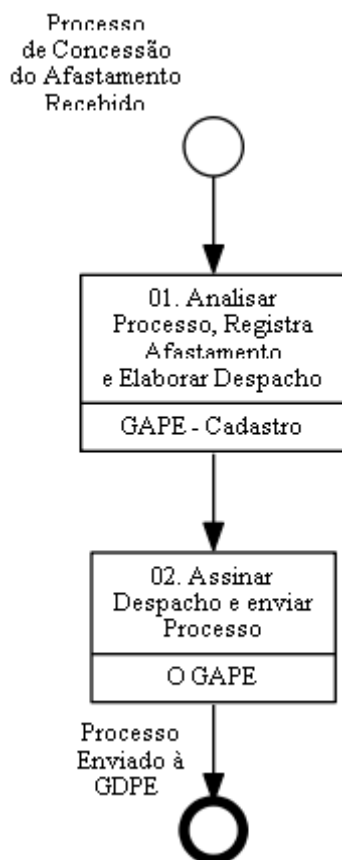 Processo
de Concessão
do Afastamento
Recebido
01. Analisar
Processo, Registra
Afastamento
e Elaborar Despacho
GAPE - Cadastro
02. Assinar
Despacho e enviar
Processo
O GAPE
Processo
Enviado à
GDPE